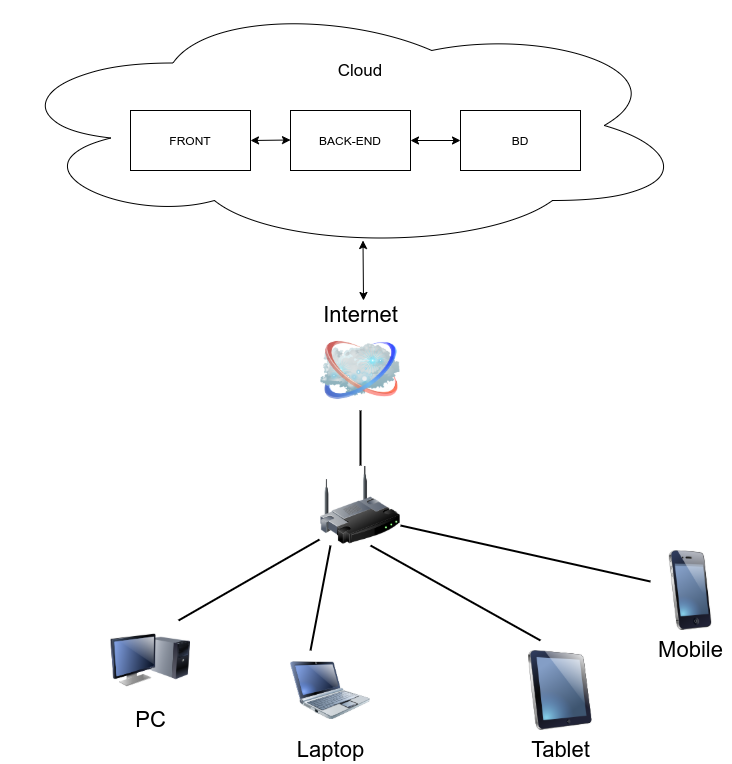 Cloud
FRONT
BACK-END
BD
Internet
Mobile
PC
Laptop
Tablet